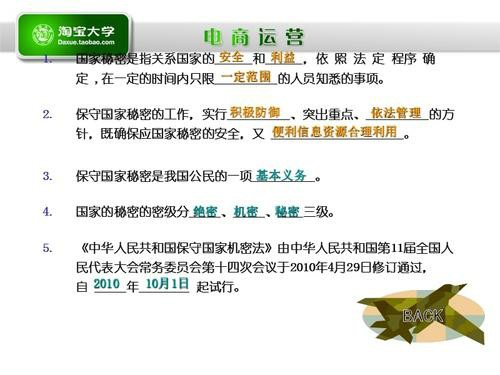 淘宝大学
Daxue.taobao.com
电商运营
1. 国家秘密是指关系国家的 安全 和 利益 ，依 照 法 定 程序 确
定 ,在一定的时间内只限 一定范围 的人员知悉的事项。
2. 保守国家秘密的工作，实行 积极防御 、突出重点、 依法管理 的方
针，既确保应国家秘密的安全，又 便利信息资源合理利用 。
3. 保守国家秘密是我国公民的一项 基本义务 。
4. 国家的秘密的密级分 绝密 、 机密 、 秘密 三级。
5. 《中华人民共和国保守国家机密法》由中华人民共和国第11届全国人
民代表大会常务委员会第十四次会议于2010年4月29日修订通过，
自 2010 年 10月1日 起试行。
BACK